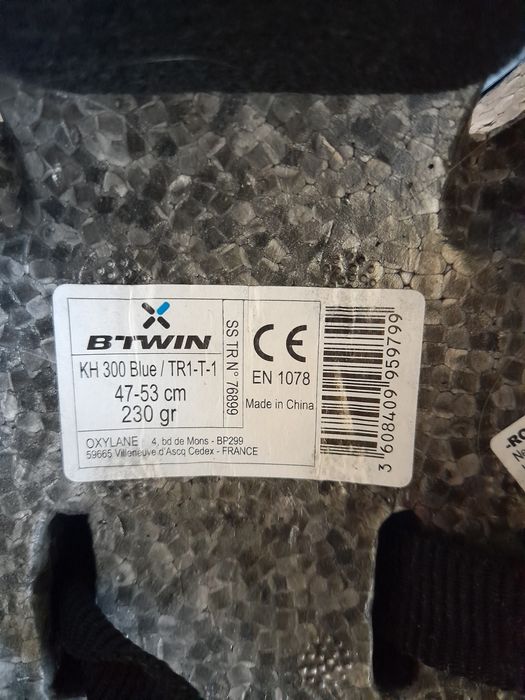 BTWIN
KH 300 Blue / TR1-T-1
47-53 cm
230 gr
SS TR N° 76899
CE
EN 1078
Made in China
OXYLANE 4, bd de Mons - BP299
59665 Villeneuve d'Ascq Cedex - FRANCE
3 608409 959799